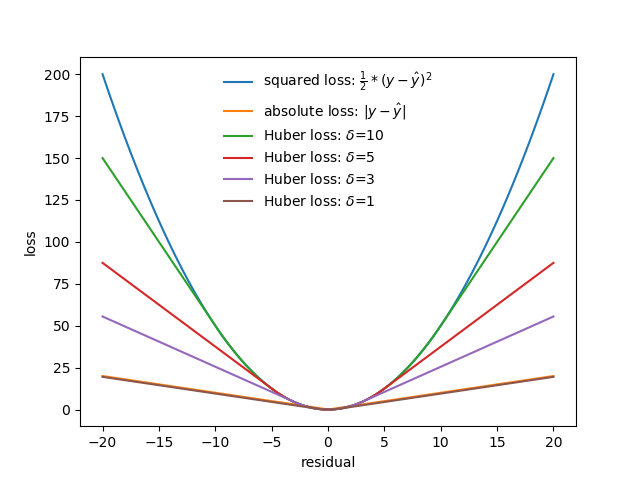 squared loss: ½ * (y − ŷ)²
absolute loss: |y − ŷ|
Huber loss: δ=10
Huber loss: δ=5
Huber loss: δ=3
Huber loss: δ=1
200
175
150
125
100
75
50
25
0
loss
−20 −15 −10 −5 0 5 10 15 20
residual